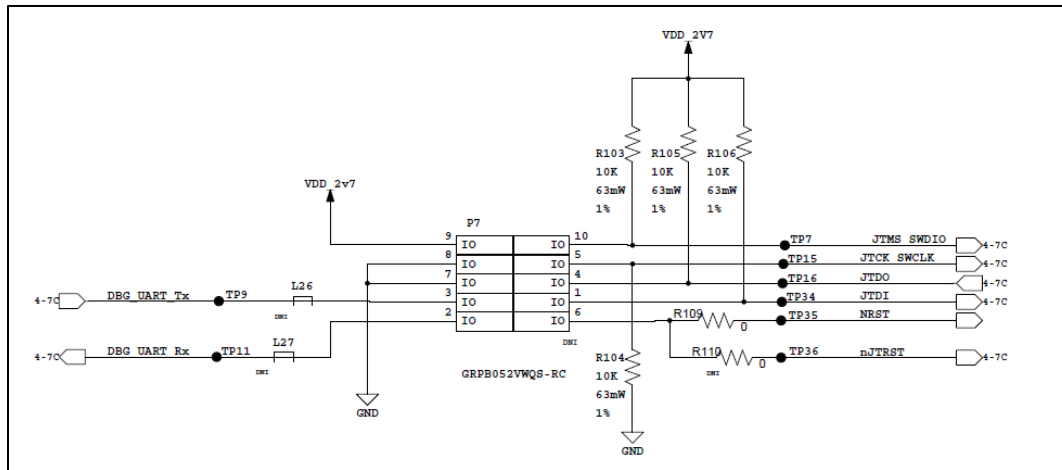 VDD_2V7
R103
R105
R106
10K
10K
10K
63mW
63mW
63mW
1%
1%
1%
VDD_2v7
P7
9 IO IO 10 TP7 JTMS_SWDIO 4-7C
8 IO IO 5 TP15 JTCK_SWCLK 4-7C
7 IO IO 4 TP16 JTDO 4-7C
4-7C DBG_UART_Tx TP9 L26 DNI 3 IO IO 1 TP34 JTDI 4-7C
2 IO IO 6 R109 0 TP35 NRST
DNI
4-7C DBG_UART_Rx TP11 L27 DNI
R110 DNI 0 TP36 nJTRST 4-7C
GRPB052VWQS-RC
R104
10K
63mW
1%
GND
GND